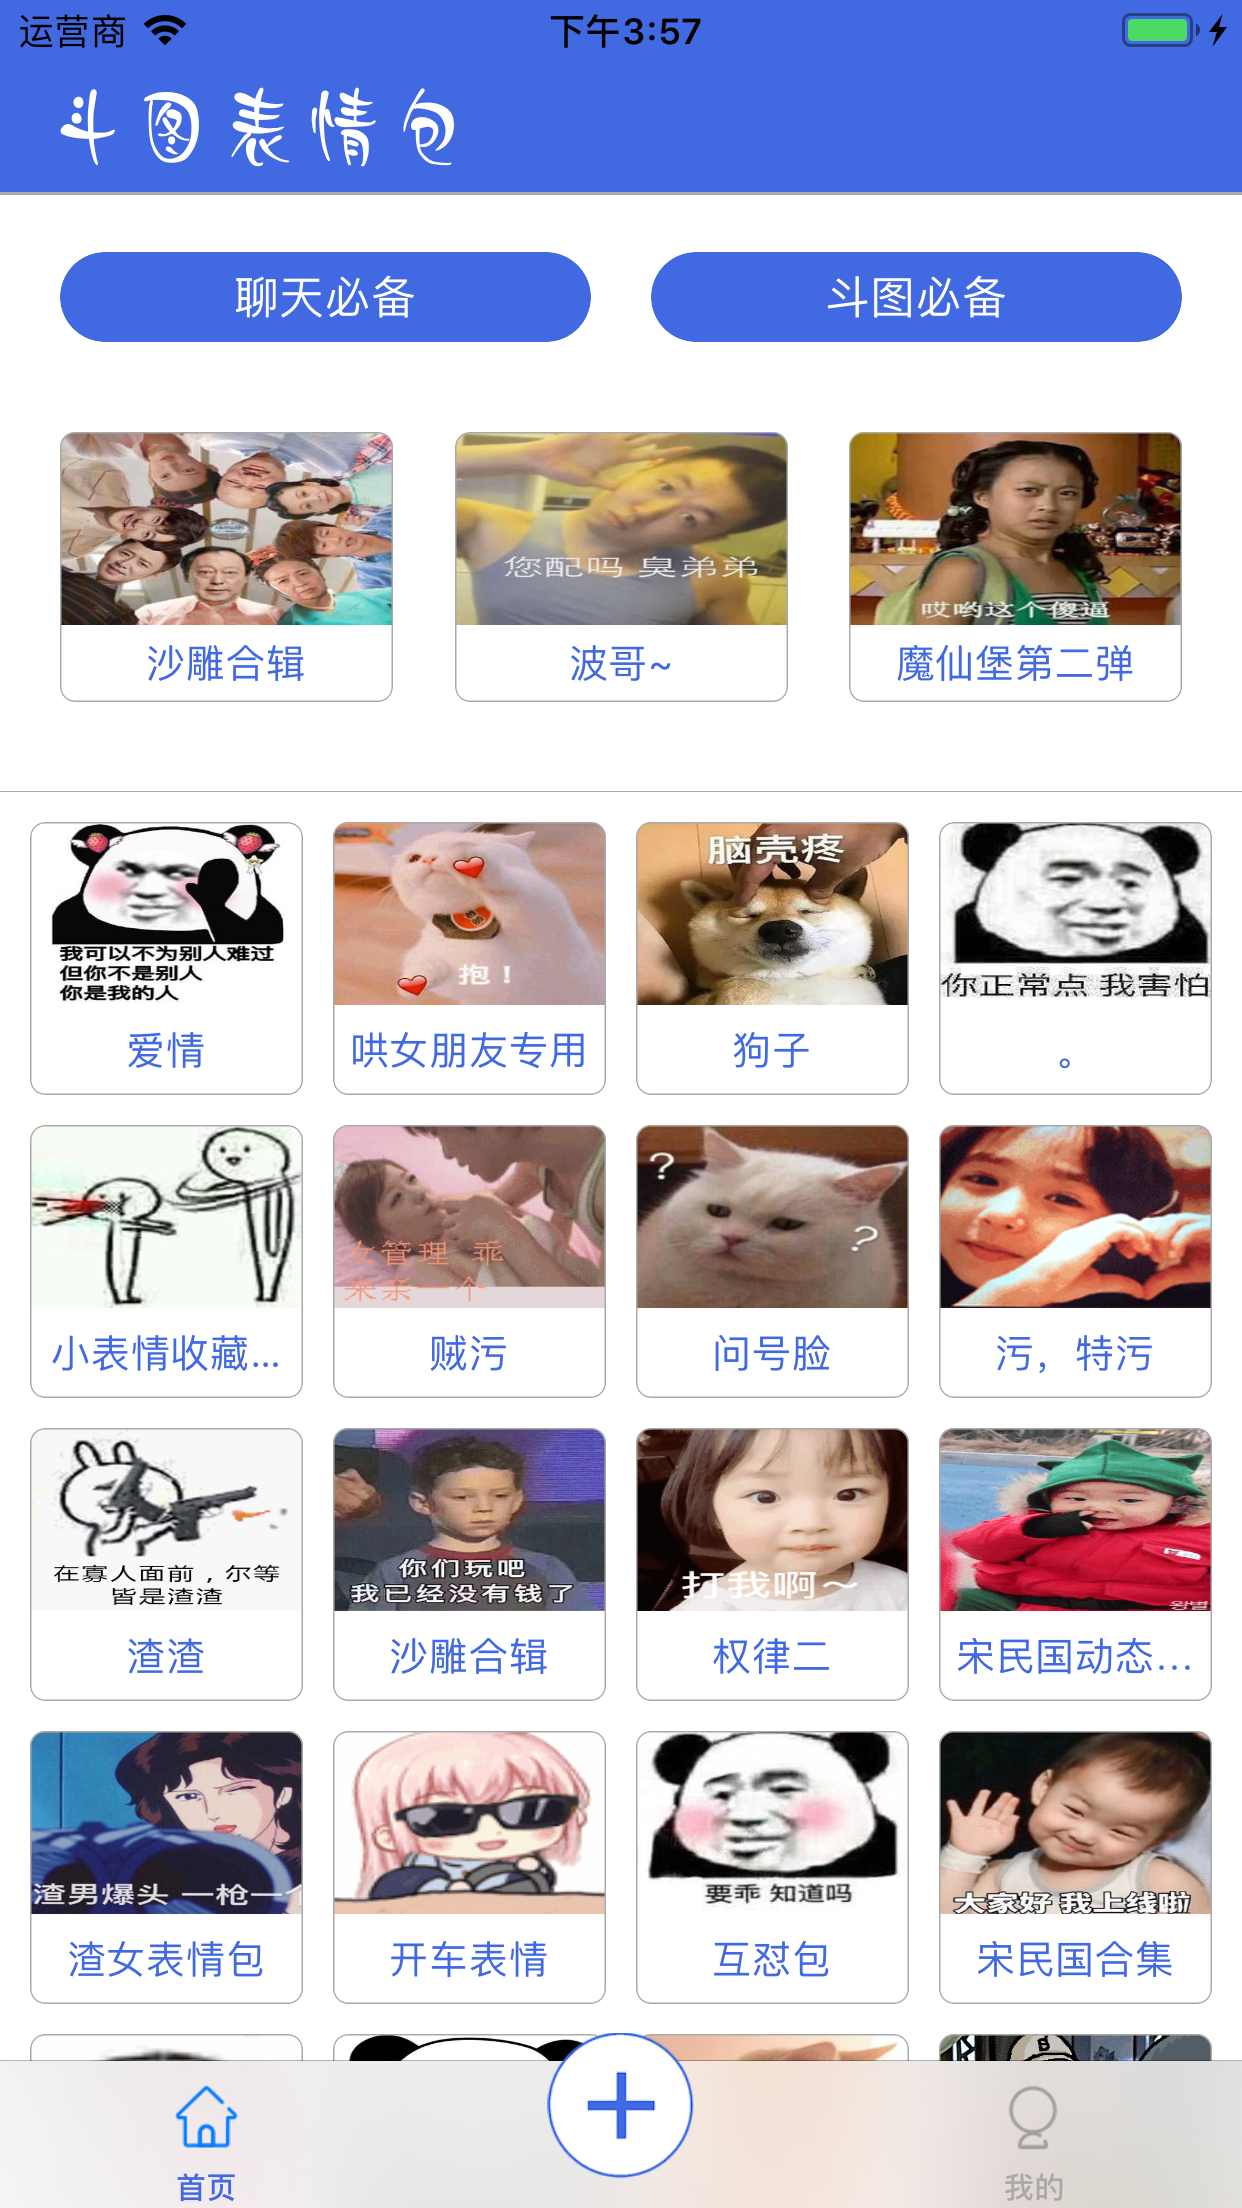 运营商
下午3:57
斗图表情包
聊天必备
斗图必备
您配吗 臭弟弟
哎哟这个傻逼
沙雕合辑
波哥~
魔仙堡第二弹
我可以不为别人难过
但你不是别人
你是我的人
抱！
脑壳疼
你正常点 我害怕
爱情
哄女朋友专用
狗子
。
女管理 乖
来亲一个
?
?
小表情收藏...
贼污
问号脸
污，特污
在寡人面前，尔等
皆是渣渣
你们玩吧
我已经没有钱了
打我啊～
渣渣
沙雕合辑
权律二
宋民国动态...
渣男爆头 一枪一个
要乖 知道吗
大家好 我上线啦
渣女表情包
开车表情
互怼包
宋民国合集
首页
我的